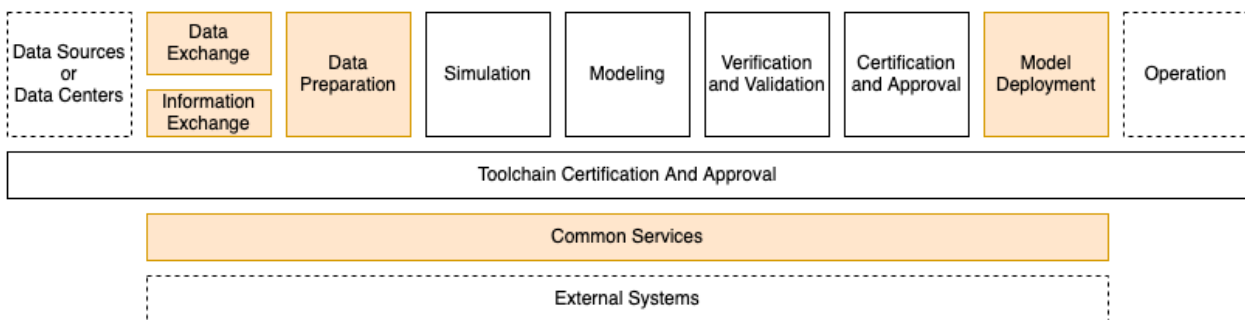 Data Sources
or
Data Centers
Data
Exchange
Information
Exchange
Data
Preparation
Simulation
Modeling
Verification
and Validation
Certification
and Approval
Model
Deployment
Operation
Toolchain Certification And Approval
Common Services
External Systems